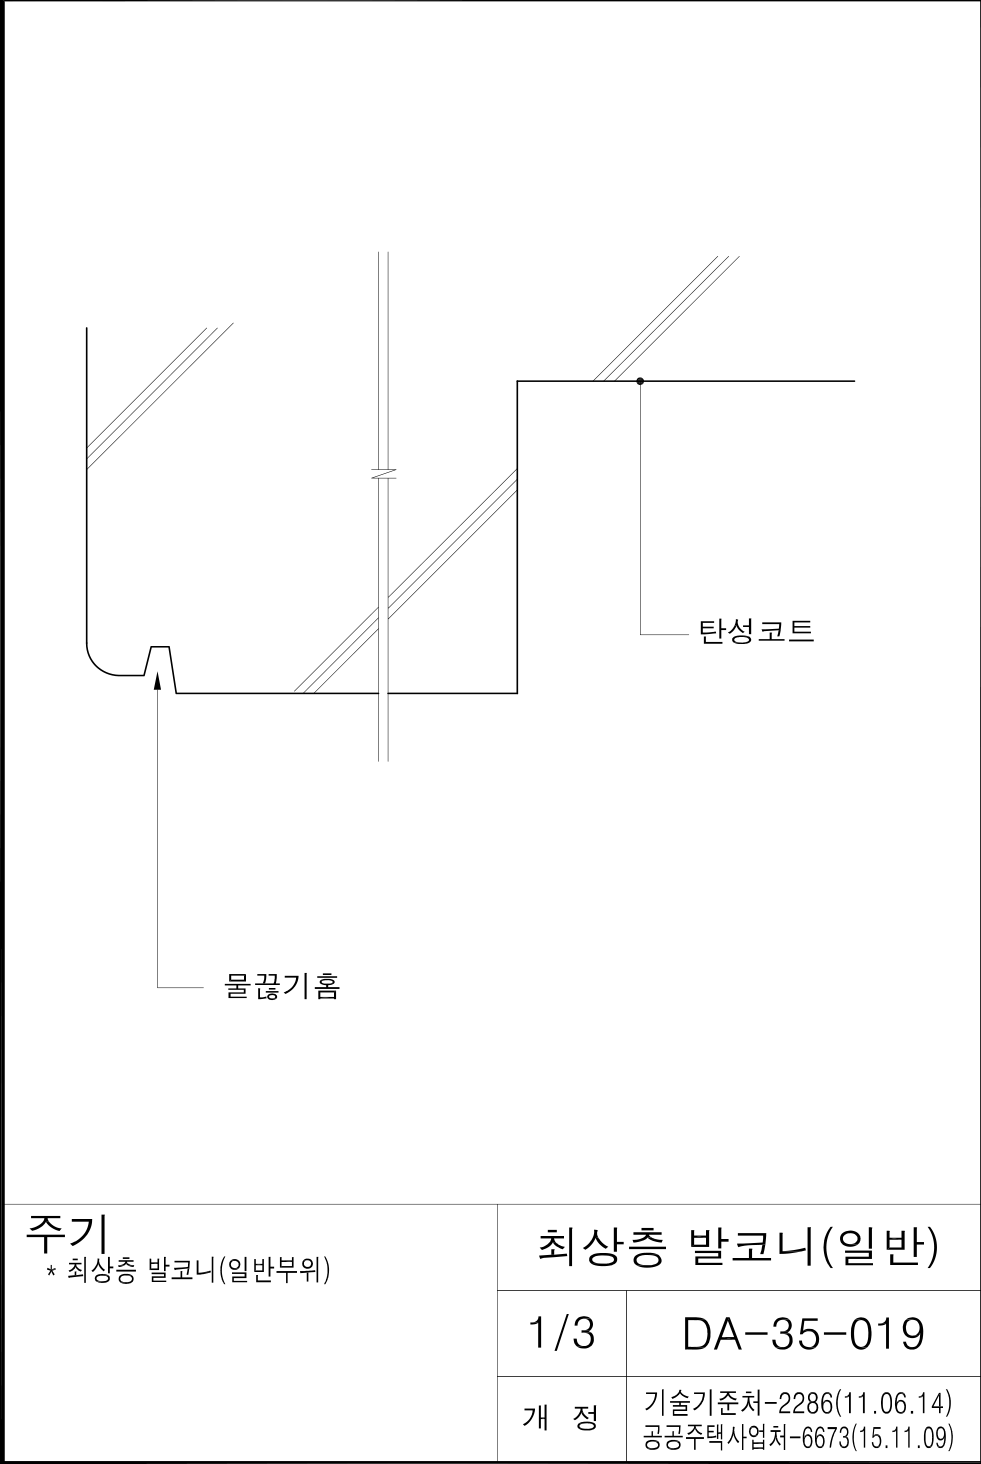 탄성코트
물끊기홈
주기
* 최상층 발코니(일반부위)
최상층 발코니(일반)
1/3
DA-35-019
개 정
기술기준처-2286(11.06.14)
공공주택사업처-6673(15.11.09)